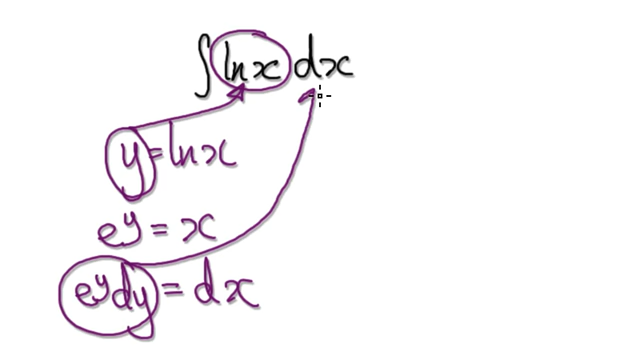 ∫ ln x dx
y = ln x
e^y = x
e^y dy = dx